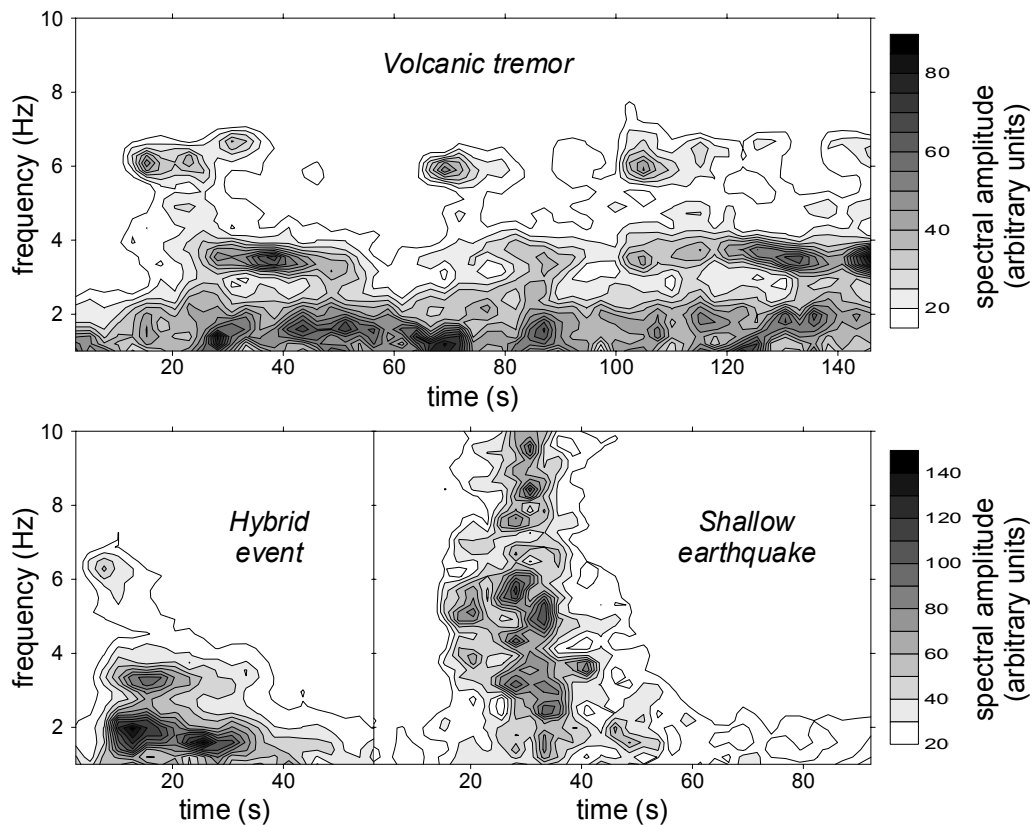 10
8
6
4
2
frequency (Hz)
Volcanic tremor
20 40 60 80 100 120 140
time (s)
80
60
40
20
spectral amplitude
(arbitrary units)
10
8
6
4
2
frequency (Hz)
Hybrid
event
20 40
time (s)
Shallow
earthquake
20 40 60 80
time (s)
140
120
100
80
60
40
20
spectral amplitude
(arbitrary units)